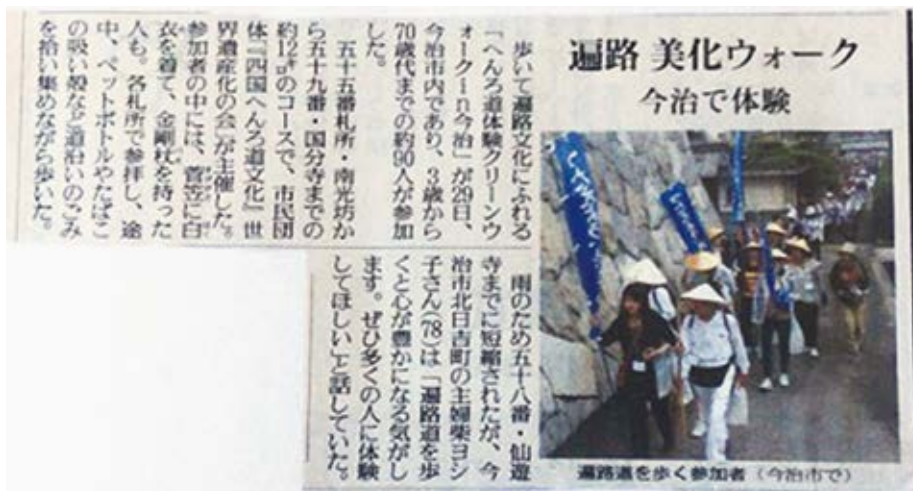 遍路 美化ウォーク
今治で体験
歩いて遍路文化にふれる
「へんろ道体験クリーンウ
ォークin今治」が29日、
今治市内であり、3歳から
70歳代までの約90人が参加
した。
五十五番札所・南光坊か
ら五十九番・国分寺までの
約12㌔のコースで、市民団
体「『四国へんろ道文化』世
界遺産化の会」が主催した。
参加者の中には、菅笠に白
衣を着て、金剛杖を持った
人も。各札所で参拝し、途
中、ペットボトルやたばこ
の吸い殻など道沿いのごみ
を拾い集めながら歩いた。
雨のため五十八番・仙遊
寺までに短縮されたが、今
治市北日吉町の主婦柴ヨシ
子さん(78)は「遍路道を歩
くと心が豊かになる気がし
ます。ぜひ多くの人に体験
してほしい」と話していた。
遍路道を歩く参加者(今治市で)